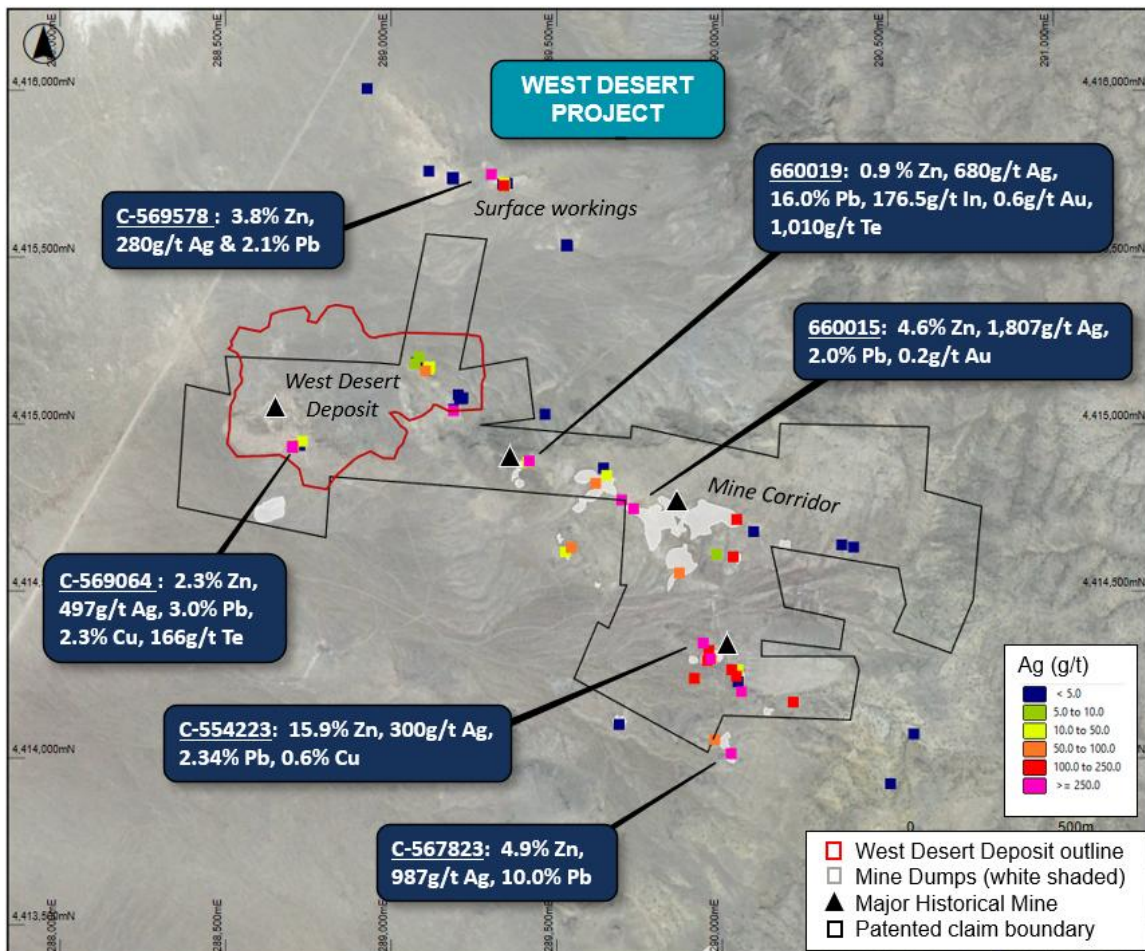 288,500mE
289,000mE
289,500mE
290,000mE
290,500mE
291,000mE
4,416,000mN
4,416,000mN
WEST DESERT
PROJECT
C-569578 : 3.8% Zn,
280g/t Ag & 2.1% Pb
Surface workings
660019: 0.9 % Zn, 680g/t Ag,
16.0% Pb, 176.5g/t In, 0.6g/t Au,
1,010g/t Te
4,415,500mN
660015: 4.6% Zn, 1,807g/t Ag,
2.0% Pb, 0.2g/t Au
West Desert
Deposit
4,415,000mN
4,415,000mN
Mine Corridor
C-569064 : 2.3% Zn,
497g/t Ag, 3.0% Pb,
2.3% Cu, 166g/t Te
C-554223: 15.9% Zn, 300g/t Ag,
2.34% Pb, 0.6% Cu
4,414,000mN
C-567823: 4.9% Zn,
987g/t Ag, 10.0% Pb
Ag (g/t)
< 5.0
5.0 to 10.0
10.0 to 50.0
50.0 to 100.0
100.0 to 250.0
>= 250.0
0 500m
West Desert Deposit outline
Mine Dumps (white shaded)
Major Historical Mine
Patented claim boundary
4,413,500mN
288,500mE
289,000mE
289,500mE
290,000mE